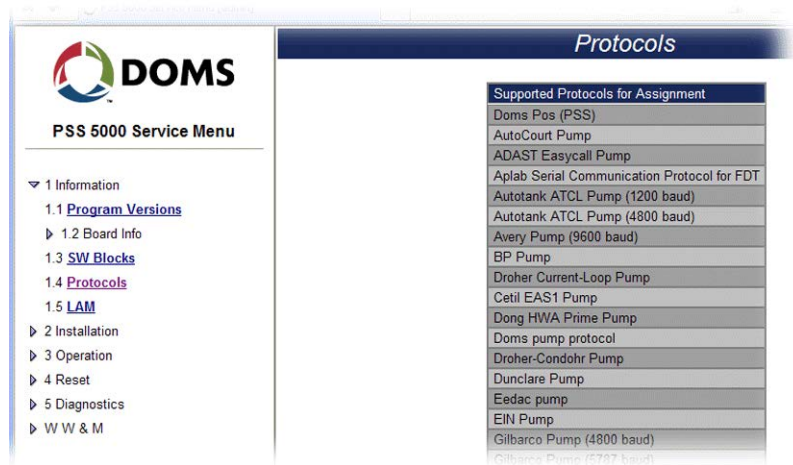 DOMS
PSS 5000 Service Menu
1 Information
1.1 Program Versions
1.2 Board Info
1.3 SW Blocks
1.4 Protocols
1.5 LAM
2 Installation
3 Operation
4 Reset
5 Diagnostics
W W & M
Protocols
Supported Protocols for Assignment
Doms Pos (PSS)
AutoCourt Pump
ADAST Easycall Pump
Aplab Serial Communication Protocol for FDT
Autotank ATCL Pump (1200 baud)
Autotank ATCL Pump (4800 baud)
Avery Pump (9600 baud)
BP Pump
Droher Current-Loop Pump
Cetil EAS1 Pump
Dong HWA Prime Pump
Doms pump protocol
Droher-Condohr Pump
Dunclare Pump
Eedac pump
EIN Pump
Gilbarco Pump (4800 baud)
Gilbarco Pump (5787 baud)